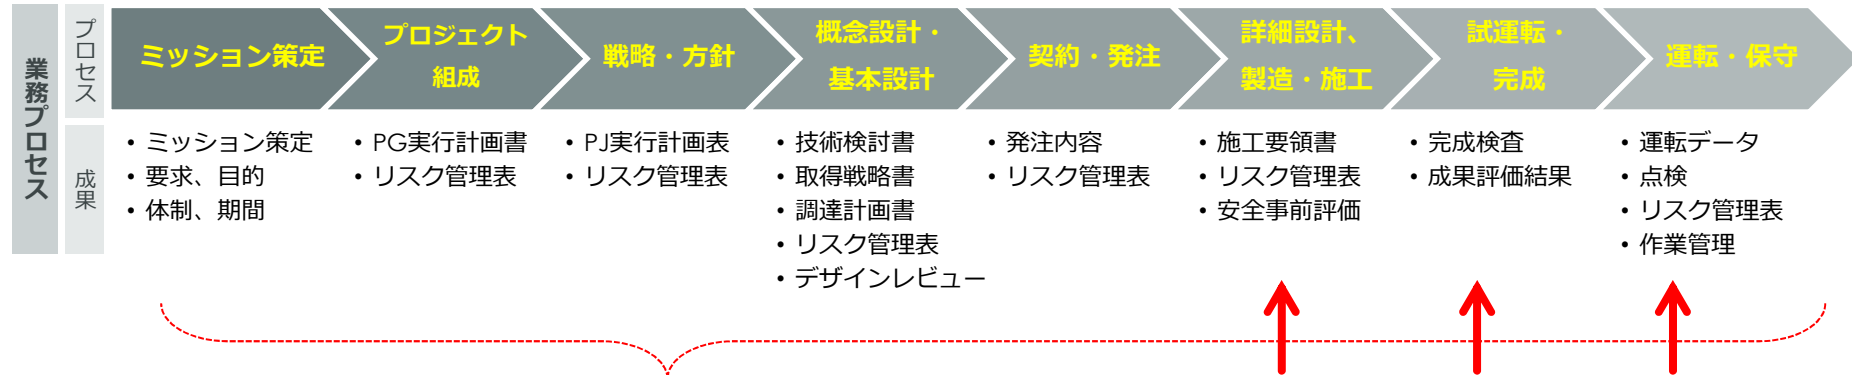 業務プロセス
プロセス
ミッション策定
プロジェクト
組成
戦略・方針
概念設計・
基本設計
契約・発注
詳細設計、
製造・施工
試運転・
完成
運転・保守
成果
• ミッション策定
• 要求、目的
• 体制、期間
• PG実行計画書
• リスク管理表
• PJ実行計画表
• リスク管理表
• 技術検討書
• 取得戦略書
• 調達計画書
• リスク管理表
• デザインレビュー
• 発注内容
• リスク管理表
• 施工要領書
• リスク管理表
• 安全事前評価
• 完成検査
• 成果評価結果
• 運転データ
• 点検
• リスク管理表
• 作業管理